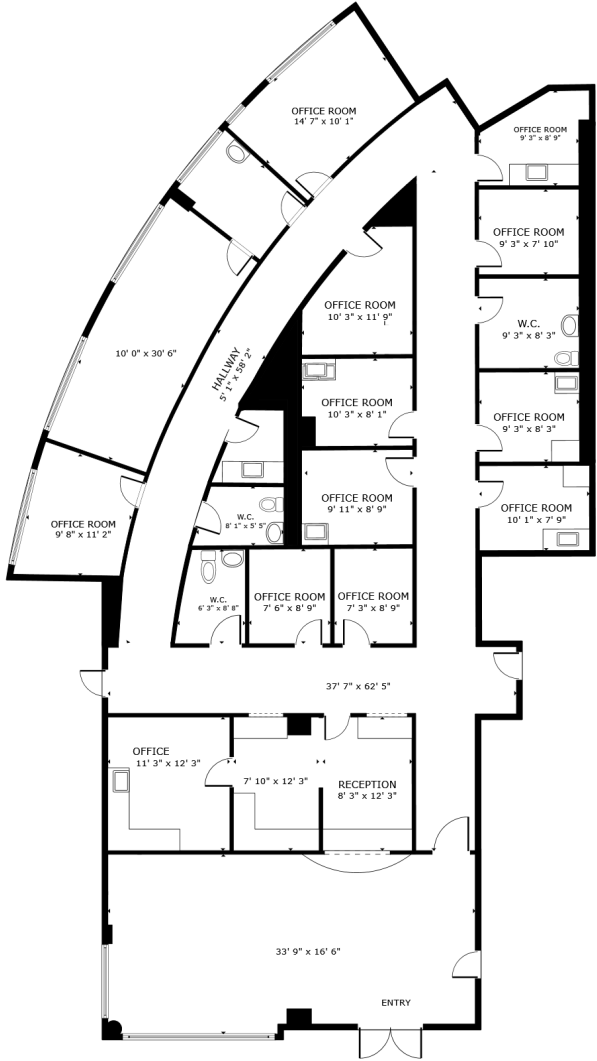 OFFICE ROOM
14' 7" x 10' 1"
OFFICE ROOM
9' 3" x 8' 9"
OFFICE ROOM
9' 3" x 7' 10"
OFFICE ROOM
10' 3" x 11' 9"
W.C.
9' 3" x 8' 3"
10' 0" x 30' 6"
HALLWAY
5' 1" x 58' 2"
OFFICE ROOM
10' 3" x 8' 1"
OFFICE ROOM
9' 3" x 8' 3"
OFFICE ROOM
9' 11" x 8' 9"
OFFICE ROOM
10' 1" x 7' 9"
OFFICE ROOM
9' 8" x 11' 2"
W.C.
8' 1" x 5' 5"
W.C.
6' 3" x 8' 8"
OFFICE ROOM
7' 6" x 8' 9"
OFFICE ROOM
7' 3" x 8' 9"
37' 7" x 62' 5"
OFFICE
11' 3" x 12' 3"
7' 10" x 12' 3"
RECEPTION
8' 3" x 12' 3"
33' 9" x 16' 6"
ENTRY